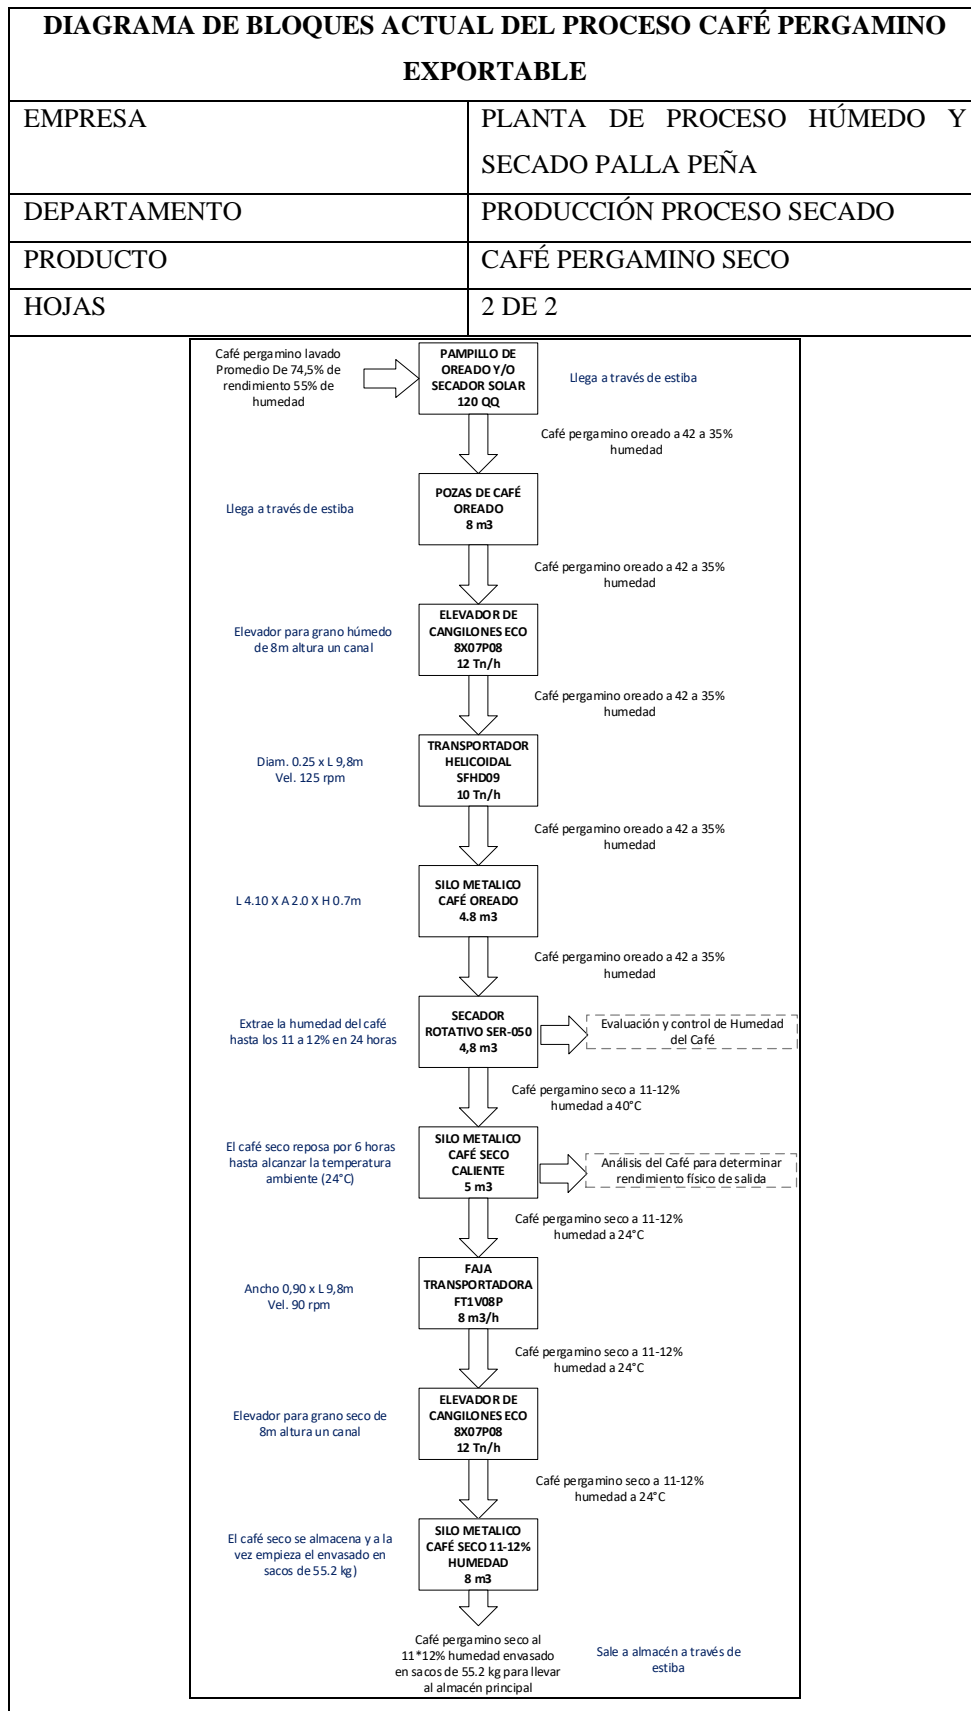 DIAGRAMA DE BLOQUES ACTUAL DEL PROCESO CAFÉ PERGAMINO
EXPORTABLE
EMPRESA
PLANTA DE PROCESO HÚMEDO Y
SECADO PALLA PEÑA
DEPARTAMENTO
PRODUCCIÓN PROCESO SECADO
PRODUCTO
CAFÉ PERGAMINO SECO
HOJAS
2 DE 2
Café pergamino lavado
Promedio De 74,5% de
rendimiento 55% de
humedad
PAMPILLO DE
OREADO Y/O
SECADOR SOLAR
120 QQ
Llega a través de estiba
Café pergamino oreado a 42 a 35%
humedad
Llega a través de estiba
POZAS DE CAFÉ
OREADO
8 m3
Café pergamino oreado a 42 a 35%
humedad
Elevador para grano húmedo
de 8m altura un canal
ELEVADOR DE
CANGILONES ECO
8X07P08
12 Tn/h
Café pergamino oreado a 42 a 35%
humedad
Diam. 0.25 x L 9,8m
Vel. 125 rpm
TRANSPORTADOR
HELICOIDAL
SFHD09
10 Tn/h
Café pergamino oreado a 42 a 35%
humedad
L 4.10 X A 2.0 X H 0.7m
SILO METALICO
CAFÉ OREADO
4.8 m3
Café pergamino oreado a 42 a 35%
humedad
Extrae la humedad del café
hasta los 11 a 12% en 24 horas
SECADOR
ROTATIVO SER-050
4,8 m3
Evaluación y control de Humedad
del Café
Café pergamino seco a 11-12%
humedad a 40°C
El café seco reposa por 6 horas
hasta alcanzar la temperatura
ambiente (24°C)
SILO METALICO
CAFÉ SECO
CALIENTE
5 m3
Análisis del Café para determinar
rendimiento físico de salida
Café pergamino seco a 11-12%
humedad a 24°C
Ancho 0,90 x L 9,8m
Vel. 90 rpm
FAJA
TRANSPORTADORA
FT1V08P
8 m3/h
Café pergamino seco a 11-12%
humedad a 24°C
Elevador para grano seco de
8m altura un canal
ELEVADOR DE
CANGILONES ECO
8X07P08
12 Tn/h
Café pergamino seco a 11-12%
humedad a 24°C
El café seco se almacena y a la
vez empieza el envasado en
sacos de 55.2 kg)
SILO METALICO
CAFÉ SECO 11-12%
HUMEDAD
8 m3
Café pergamino seco al
11*12% humedad envasado
en sacos de 55.2 kg para llevar
al almacén principal
Sale a almacén a través de
estiba